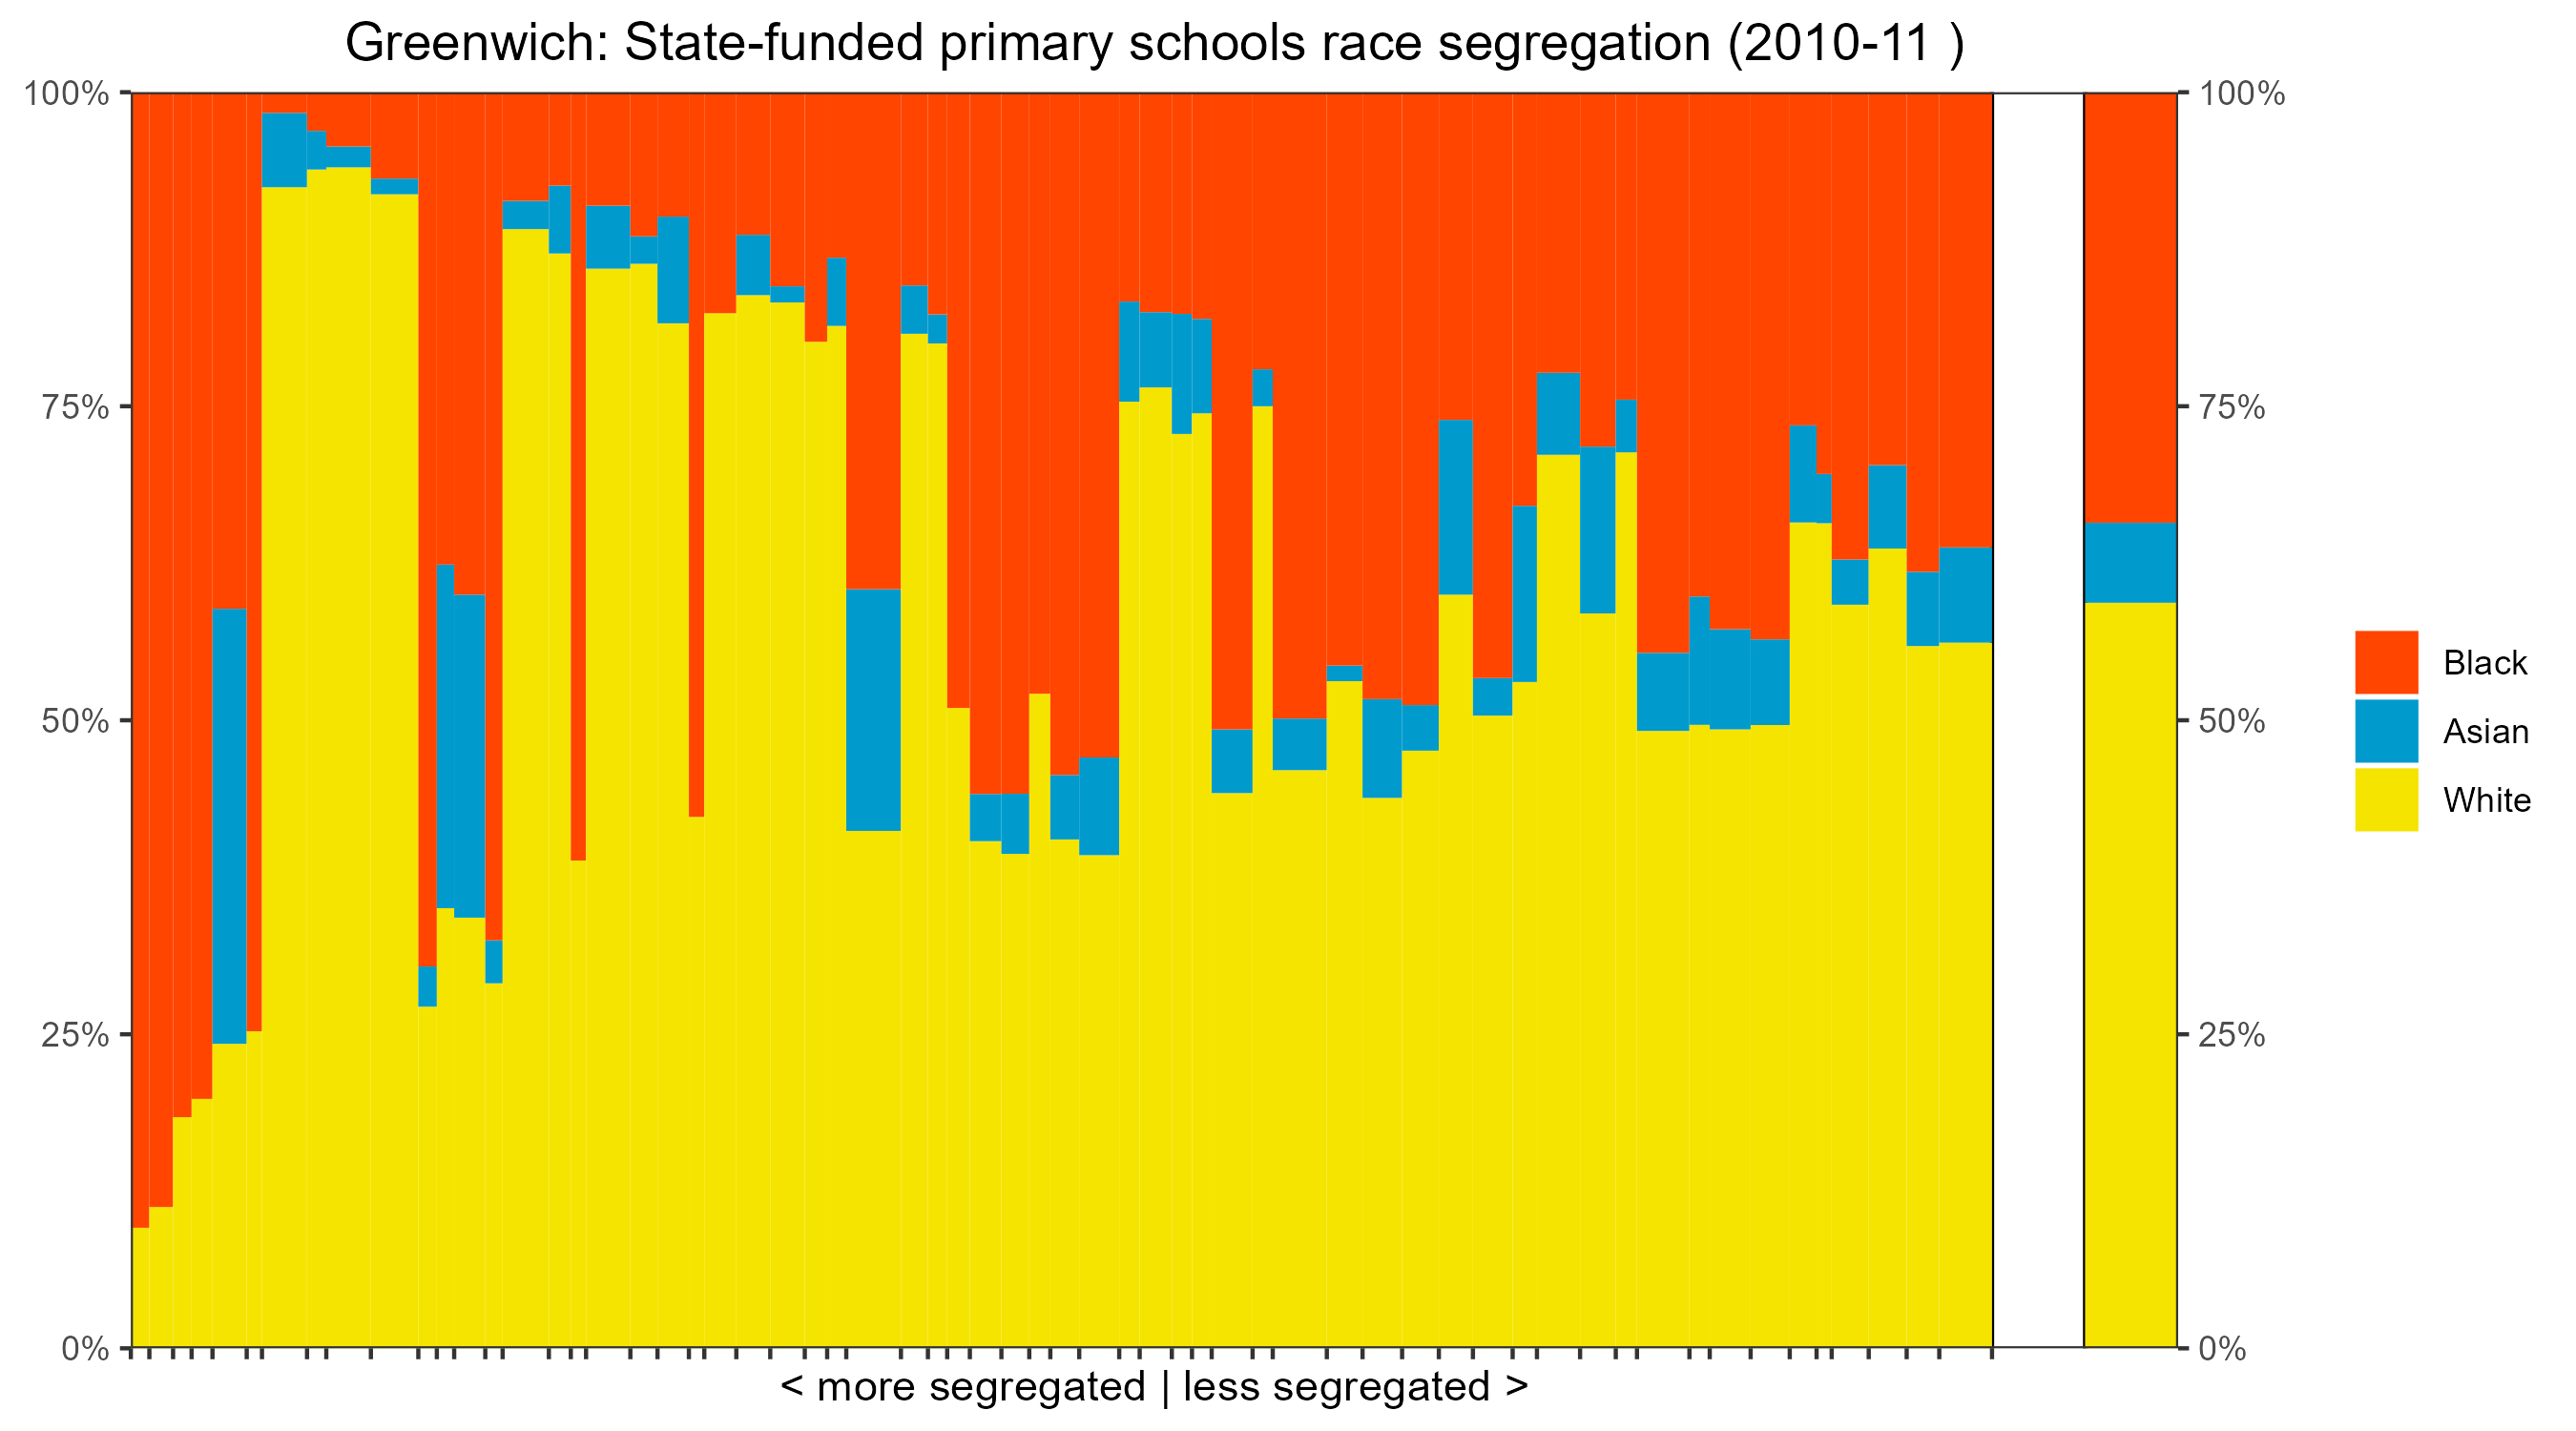 Greenwich: State-funded primary schools race segregation (2010-11 )
100%
100%
75%
75%
50%
50%
25%
25%
0%
0%
Black
Asian
White
< more segregated | less segregated >